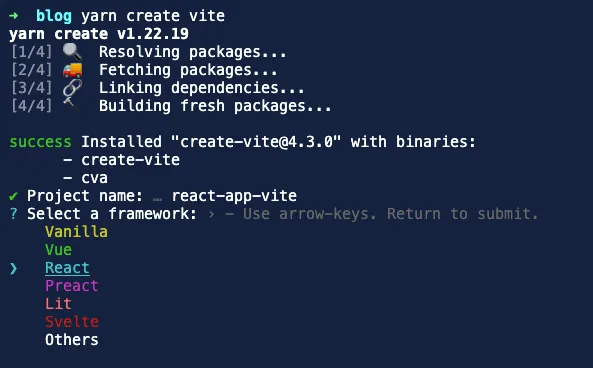 ➜  blog yarn create vite
yarn create v1.22.19
[1/4] 🔍  Resolving packages...
[2/4] 🚚  Fetching packages...
[3/4] 🔗  Linking dependencies...
[4/4] 🔨  Building fresh packages...
success Installed "create-vite@4.3.0" with binaries:
      - create-vite
      - cva
✔ Project name: … react-app-vite
? Select a framework: › - Use arrow-keys. Return to submit.
    Vanilla
    Vue
❯   React
    Preact
    Lit
    Svelte
    Others